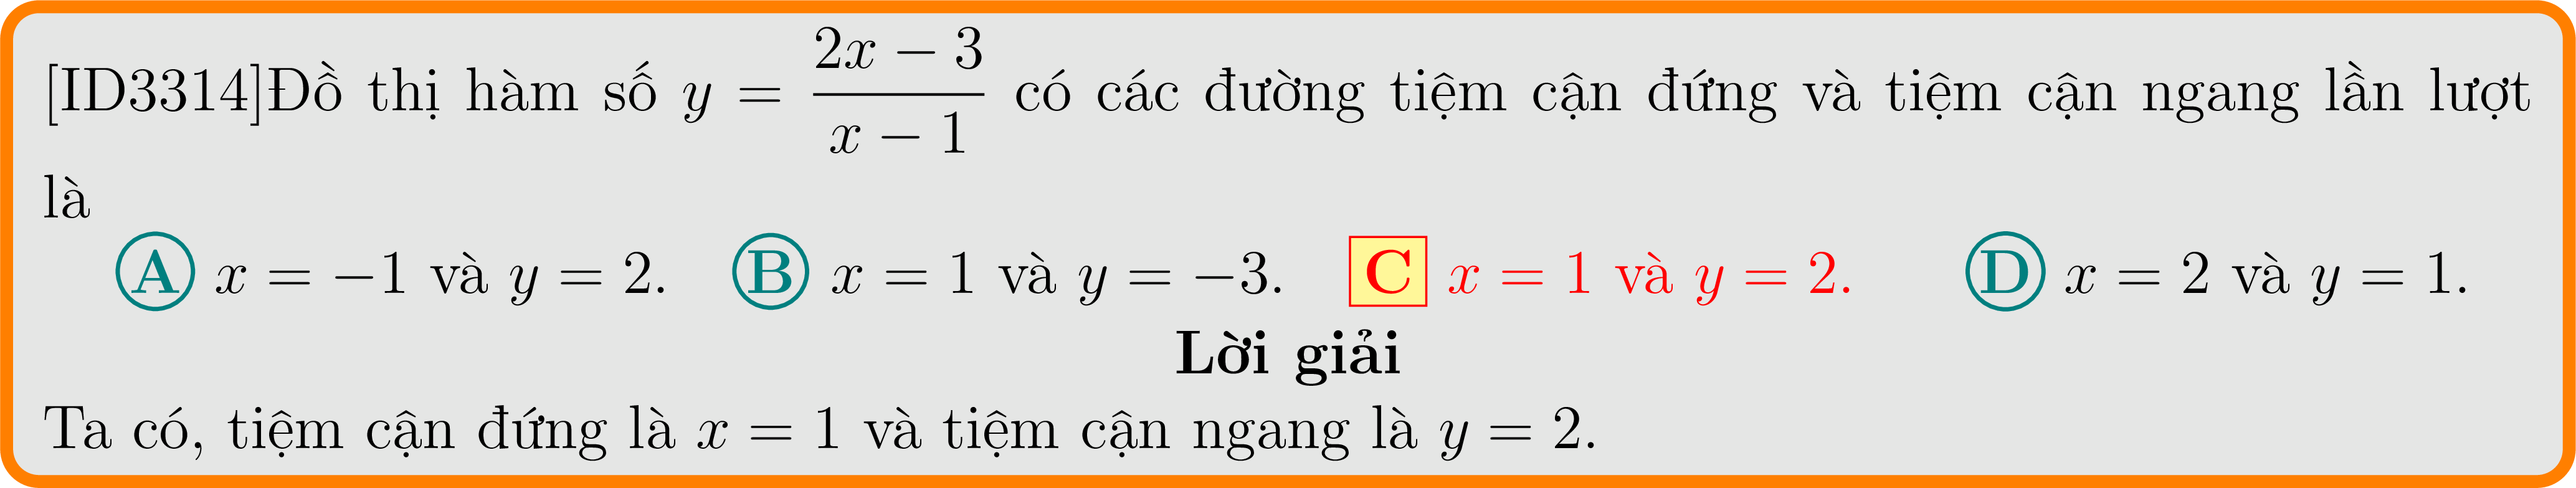 [ID3314]Đồ thị hàm số y = \frac{2x − 3}{x − 1} có các đường tiệm cận đứng và tiệm cận ngang lần lượt
là
A x = −1 và y = 2. B x = 1 và y = −3. C x = 1 và y = 2. D x = 2 và y = 1.
Lời giải
Ta có, tiệm cận đứng là x = 1 và tiệm cận ngang là y = 2.